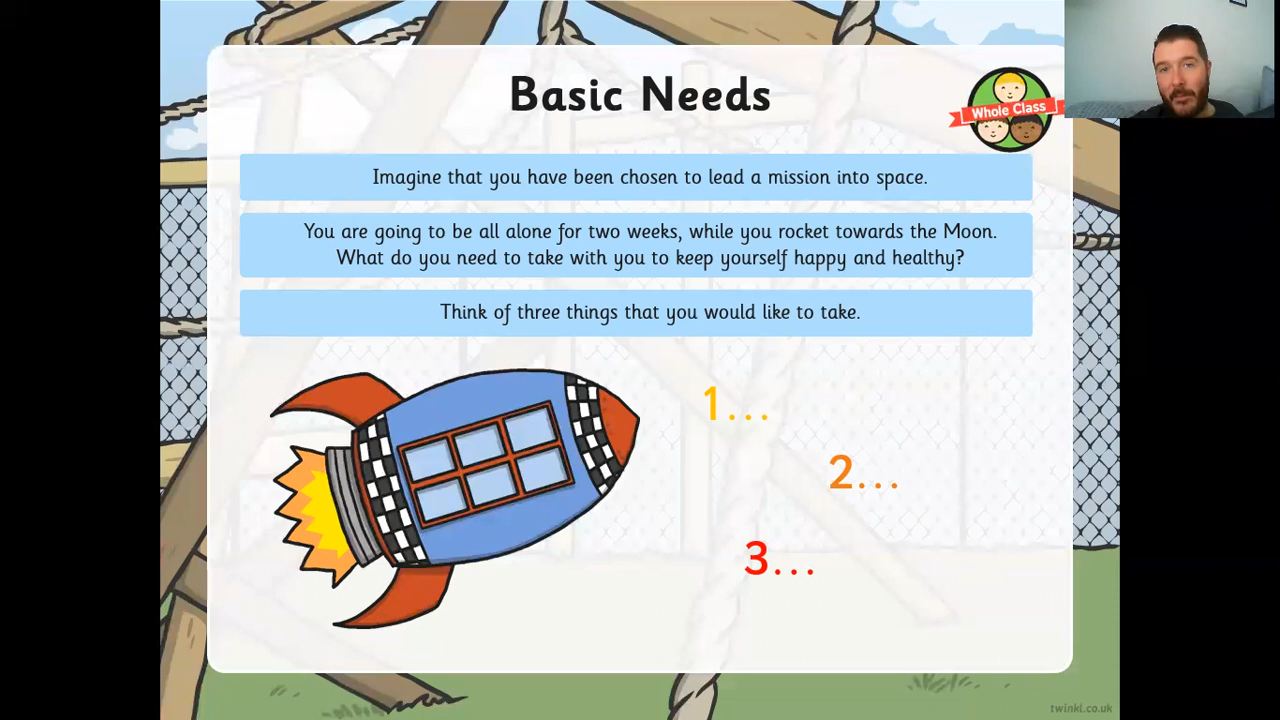 Basic Needs
Whole Class
Imagine that you have been chosen to lead a mission into space.
You are going to be all alone for two weeks, while you rocket towards the Moon.
What do you need to take with you to keep yourself happy and healthy?
Think of three things that you would like to take.
1...
2...
3...
twinkl.co.uk